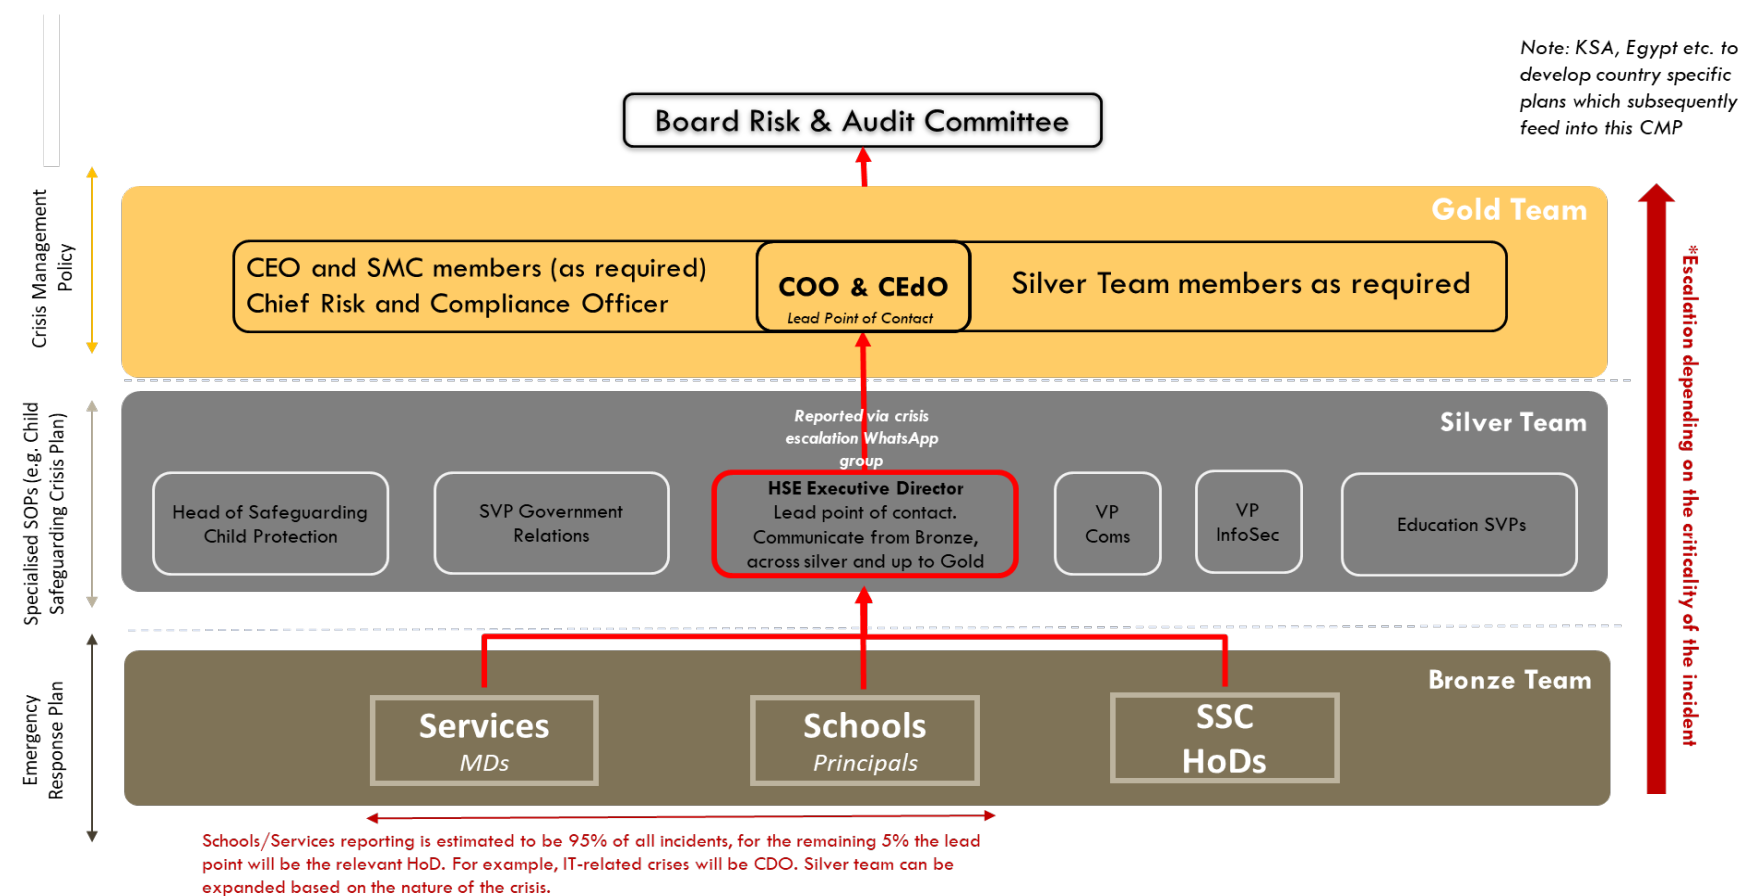 Note: KSA, Egypt etc. to
develop country specific
plans which subsequently
feed into this CMP
Board Risk & Audit Committee
Crisis Management
Policy
Gold Team
CEO and SMC members (as required)
Chief Risk and Compliance Officer
COO & CEdO
Lead Point of Contact
Silver Team members as required
*Escalation depending on the criticality of the incident
Specialised SOPs (e.g. Child
Safeguarding Crisis Plan)
Silver Team
Reported via crisis
escalation WhatsApp
group
Head of Safeguarding
Child Protection
SVP Government
Relations
HSE Executive Director
Lead point of contact.
Communicate from Bronze,
across silver and up to Gold
VP
Coms
VP
InfoSec
Education SVPs
Emergency
Response Plan
Bronze Team
Services
MDs
Schools
Principals
SSC
HoDs
Schools/Services reporting is estimated to be 95% of all incidents, for the remaining 5% the lead
point will be the relevant HoD. For example, IT-related crises will be CDO. Silver team can be
expanded based on the nature of the crisis.